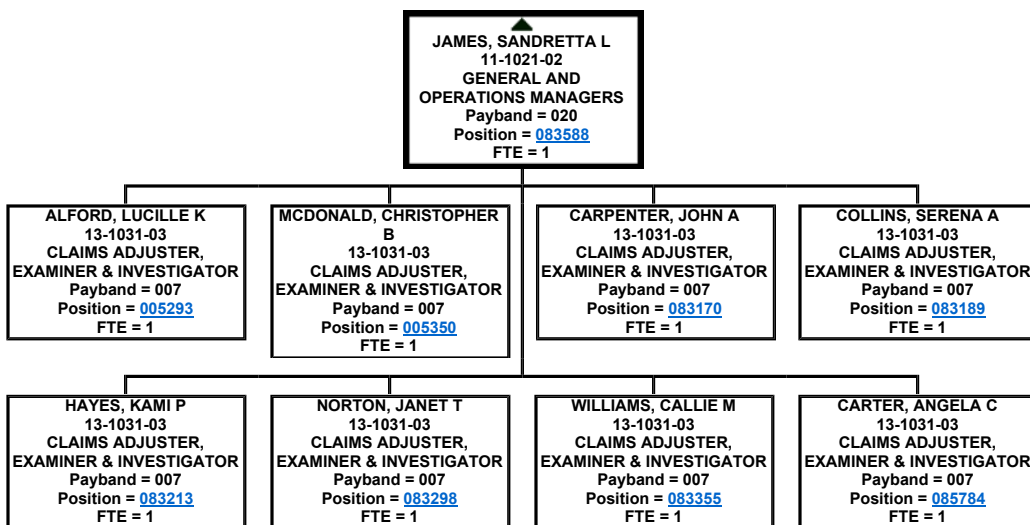 JAMES, SANDRETTA L
11-1021-02
GENERAL AND
OPERATIONS MANAGERS
Payband = 020
Position = 083588
FTE = 1
ALFORD, LUCILLE K
13-1031-03
CLAIMS ADJUSTER,
EXAMINER & INVESTIGATOR
Payband = 007
Position = 005293
FTE = 1
MCDONALD, CHRISTOPHER
B
13-1031-03
CLAIMS ADJUSTER,
EXAMINER & INVESTIGATOR
Payband = 007
Position = 005350
FTE = 1
CARPENTER, JOHN A
13-1031-03
CLAIMS ADJUSTER,
EXAMINER & INVESTIGATOR
Payband = 007
Position = 083170
FTE = 1
COLLINS, SERENA A
13-1031-03
CLAIMS ADJUSTER,
EXAMINER & INVESTIGATOR
Payband = 007
Position = 083189
FTE = 1
HAYES, KAMI P
13-1031-03
CLAIMS ADJUSTER,
EXAMINER & INVESTIGATOR
Payband = 007
Position = 083213
FTE = 1
NORTON, JANET T
13-1031-03
CLAIMS ADJUSTER,
EXAMINER & INVESTIGATOR
Payband = 007
Position = 083298
FTE = 1
WILLIAMS, CALLIE M
13-1031-03
CLAIMS ADJUSTER,
EXAMINER & INVESTIGATOR
Payband = 007
Position = 083355
FTE = 1
CARTER, ANGELA C
13-1031-03
CLAIMS ADJUSTER,
EXAMINER & INVESTIGATOR
Payband = 007
Position = 085784
FTE = 1